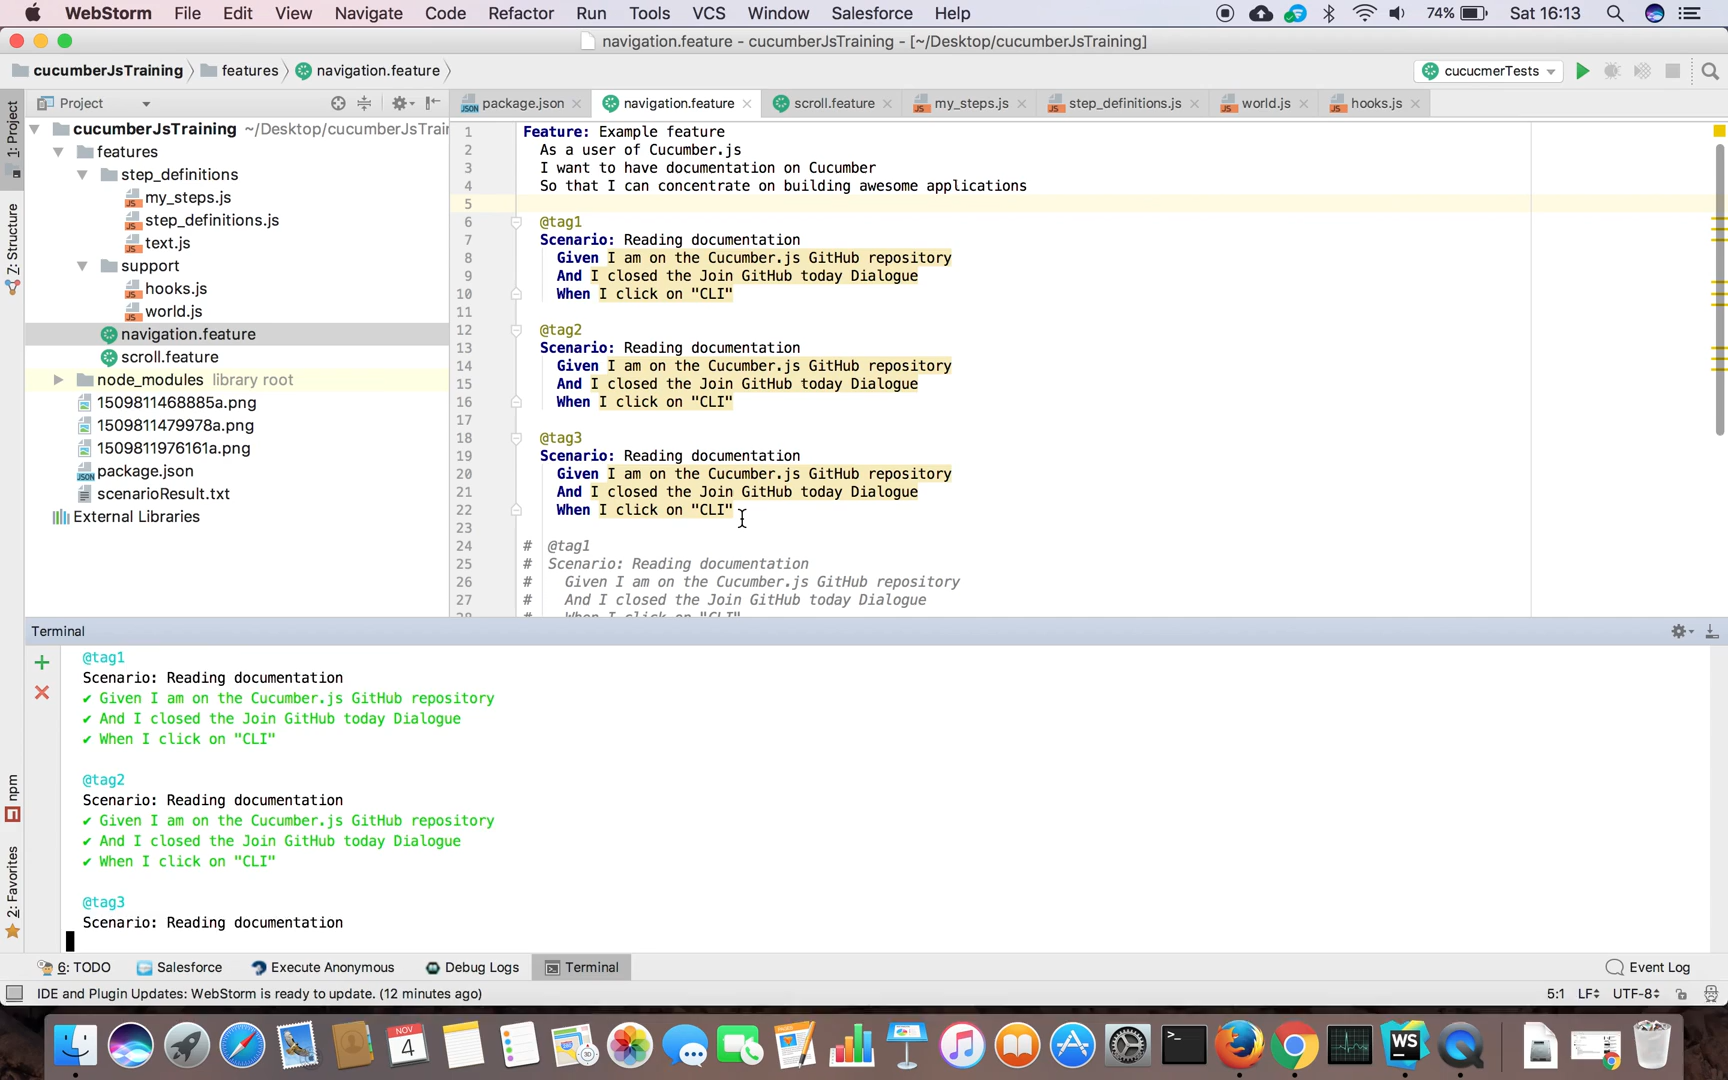 WebStorm File Edit View Navigate Code Refactor Run Tools VCS Window Salesforce Help 74% Sat 16:13
navigation.feature - cucumberJsTraining - [~/Desktop/cucumberJsTraining]
cucumberJsTraining features navigation.feature cucucmerTests
Project package.json navigation.feature scroll.feature my_steps.js step_definitions.js world.js hooks.js
1: Project
Z: Structure
npm
2: Favorites
cucumberJsTraining ~/Desktop/cucumberJsTrair
features
step_definitions
my_steps.js
step_definitions.js
text.js
support
hooks.js
world.js
navigation.feature
scroll.feature
node_modules library root
1509811468885a.png
1509811479978a.png
1509811976161a.png
package.json
scenarioResult.txt
External Libraries
1 Feature: Example feature
2 As a user of Cucumber.js
3 I want to have documentation on Cucumber
4 So that I can concentrate on building awesome applications
5
6 @tag1
7 Scenario: Reading documentation
8 Given I am on the Cucumber.js GitHub repository
9 And I closed the Join GitHub today Dialogue
10 When I click on "CLI"
11
12 @tag2
13 Scenario: Reading documentation
14 Given I am on the Cucumber.js GitHub repository
15 And I closed the Join GitHub today Dialogue
16 When I click on "CLI"
17
18 @tag3
19 Scenario: Reading documentation
20 Given I am on the Cucumber.js GitHub repository
21 And I closed the Join GitHub today Dialogue
22 When I click on "CLI"
23
24 # @tag1
25 # Scenario: Reading documentation
26 # Given I am on the Cucumber.js GitHub repository
27 # And I closed the Join GitHub today Dialogue
28 # When I click on "CLI"
Terminal
@tag1
Scenario: Reading documentation
✔ Given I am on the Cucumber.js GitHub repository
✔ And I closed the Join GitHub today Dialogue
✔ When I click on "CLI"
@tag2
Scenario: Reading documentation
✔ Given I am on the Cucumber.js GitHub repository
✔ And I closed the Join GitHub today Dialogue
✔ When I click on "CLI"
@tag3
Scenario: Reading documentation
6: TODO Salesforce Execute Anonymous Debug Logs Terminal Event Log
IDE and Plugin Updates: WebStorm is ready to update. (12 minutes ago) 5:1 LF UTF-8
NOV
4
WS